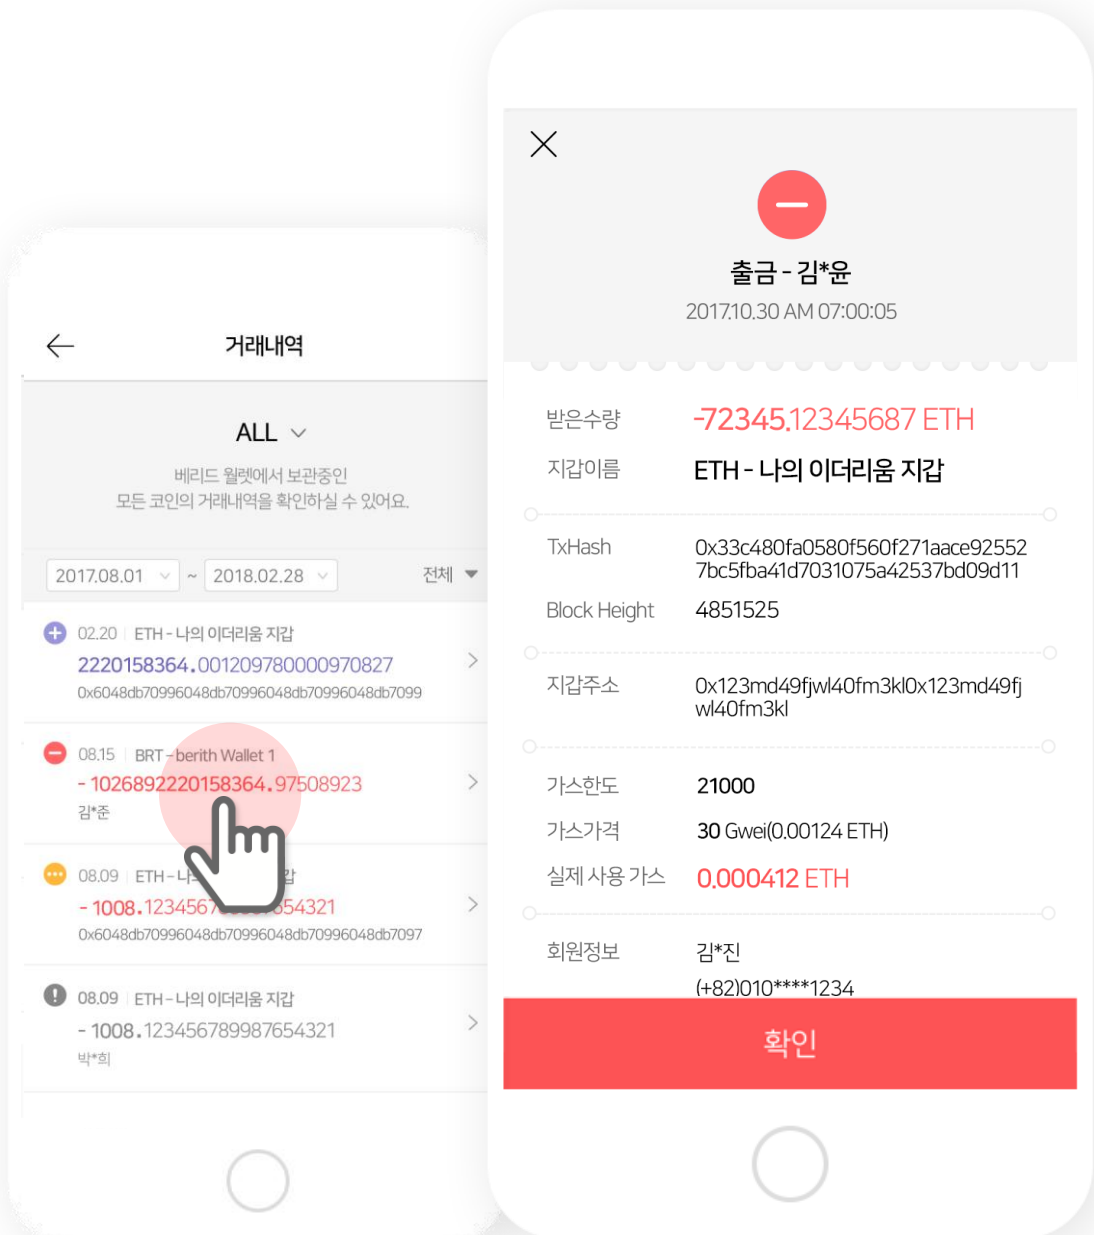 거래내역
ALL
베리드 월렛에서 보관중인
모든 코인의 거래내역을 확인하실 수 있어요.
2017.08.01 ~ 2018.02.28 전체
02.20 ETH - 나의 이더리움 지갑
2220158364.001209780000970827
0x6048db70996048db70996048db70996048db7099
08.15 BRT - berith Wallet 1
- 1026892220158364.97508923
김*준
08.09 ETH - 지갑
- 1008.123456789987654321
0x6048db70996048db70996048db70996048db7097
08.09 ETH - 나의 이더리움 지갑
- 1008.123456789987654321
박*희
출금 - 김*윤
2017.10.30 AM 07:00:05
받은수량 -72345.12345687 ETH
지갑이름 ETH - 나의 이더리움 지갑
TxHash 0x33c480fa0580f560f271aace92552
7bc5fba41d7031075a42537bd09d11
Block Height 4851525
지갑주소 0x123md49fjwl40fm3kl0x123md49fj
wl40fm3kl
가스한도 21000
가스가격 30 Gwei(0.00124 ETH)
실제 사용 가스 0.000412 ETH
회원정보 김*진
(+82)010****1234
확인